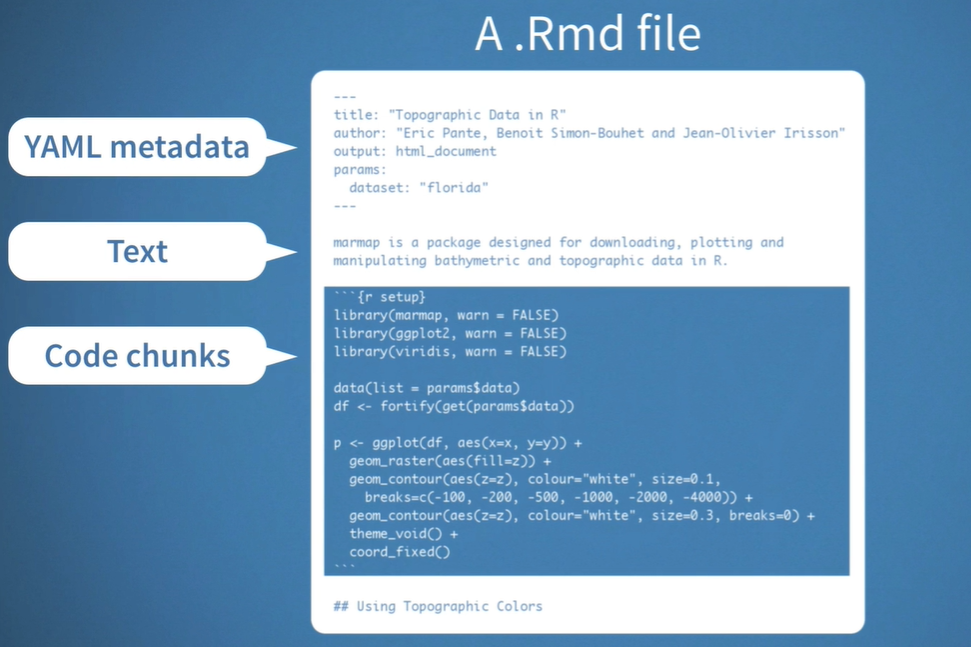 A .Rmd file
YAML metadata
Text
Code chunks
---
title: "Topographic Data in R"
author: "Eric Pante, Benoit Simon-Bouhet and Jean-Olivier Irisson"
output: html_document
params:
  dataset: "florida"
---
marmap is a package designed for downloading, plotting and
manipulating bathymetric and topographic data in R.
```{r setup}
library(marmap, warn = FALSE)
library(ggplot2, warn = FALSE)
library(viridis, warn = FALSE)
data(list = params$data)
df <- fortify(get(params$data))
p <- ggplot(df, aes(x=x, y=y)) +
  geom_raster(aes(fill=z)) +
  geom_contour(aes(z=z), colour="white", size=0.1,
    breaks=c(-100, -200, -500, -1000, -2000, -4000)) +
  geom_contour(aes(z=z), colour="white", size=0.3, breaks=0) +
  theme_void() +
  coord_fixed()
```
## Using Topographic Colors